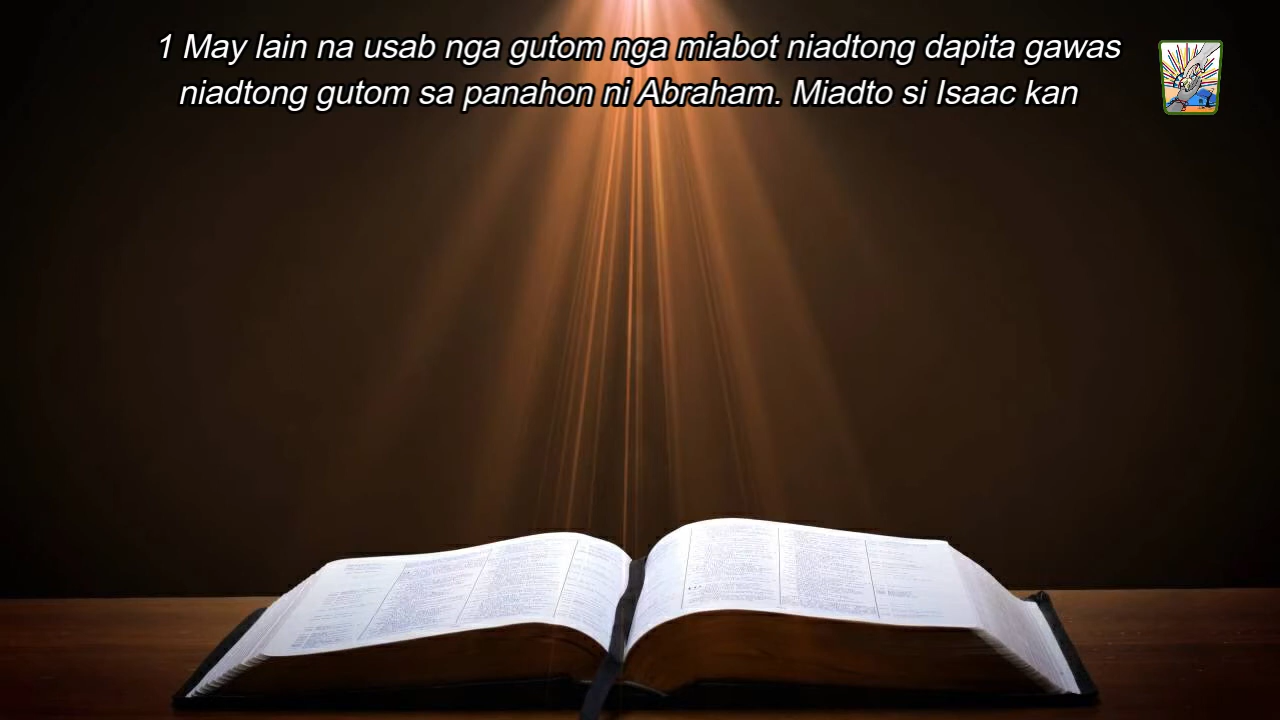 1 May lain na usab nga gutom nga miabot niadtong dapita gawas
niadtong gutom sa panahon ni Abraham. Miadto si Isaac kan